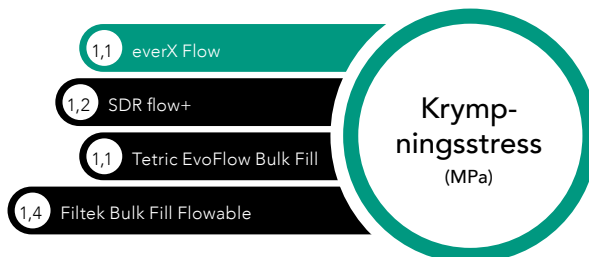 1,1 everX Flow
1,2 SDR flow+
1,1 Tetric EvoFlow Bulk Fill
1,4 Filtek Bulk Fill Flowable
Krymp-
ningsstress
(MPa)